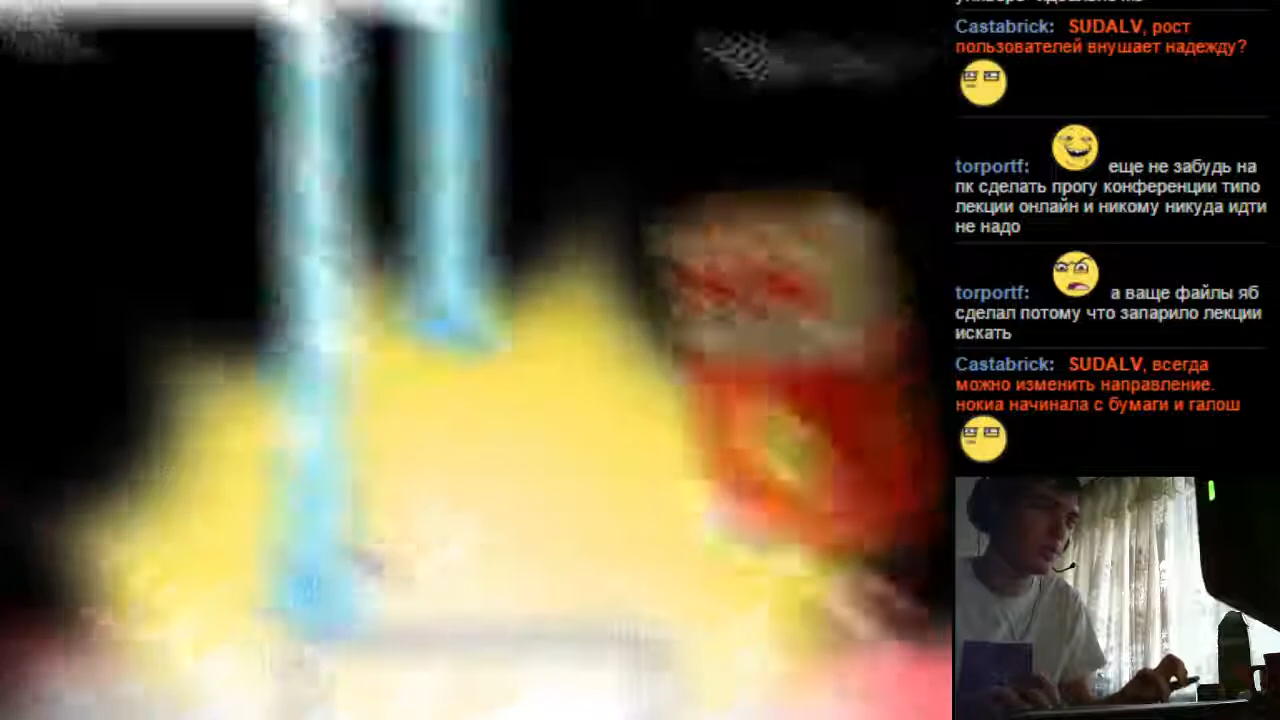 Castabrick: SUDALV, рост
пользователей внушает надежду?
torportf: еще не забудь на
пк сделать прогу конференции типо
лекции онлайн и никому никуда идти
не надо
torportf: а ваще файлы яб
сделал потому что запарило лекции
искать
Castabrick: SUDALV, всегда
можно изменить направление.
нокиа начинала с бумаги и галош